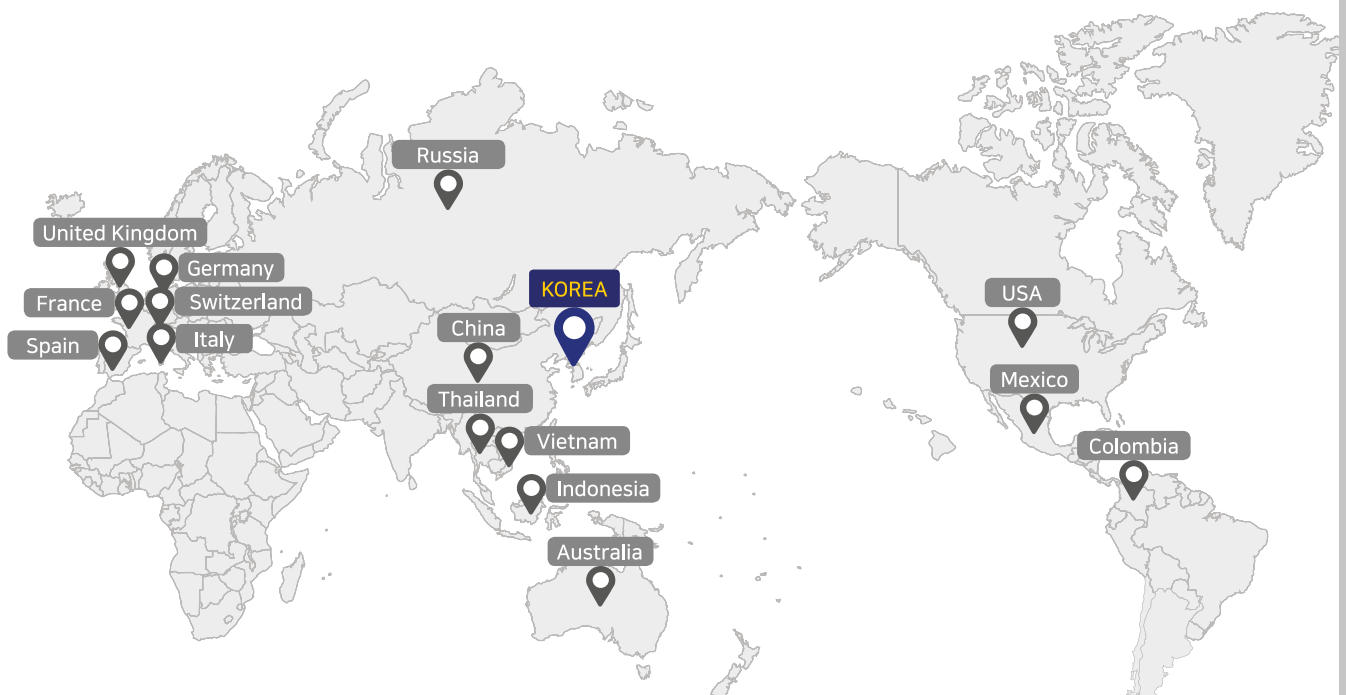 Russia
United Kingdom
Germany
KOREA
France
Switzerland
USA
China
Spain
Italy
Mexico
Thailand
Vietnam
Colombia
Indonesia
Australia